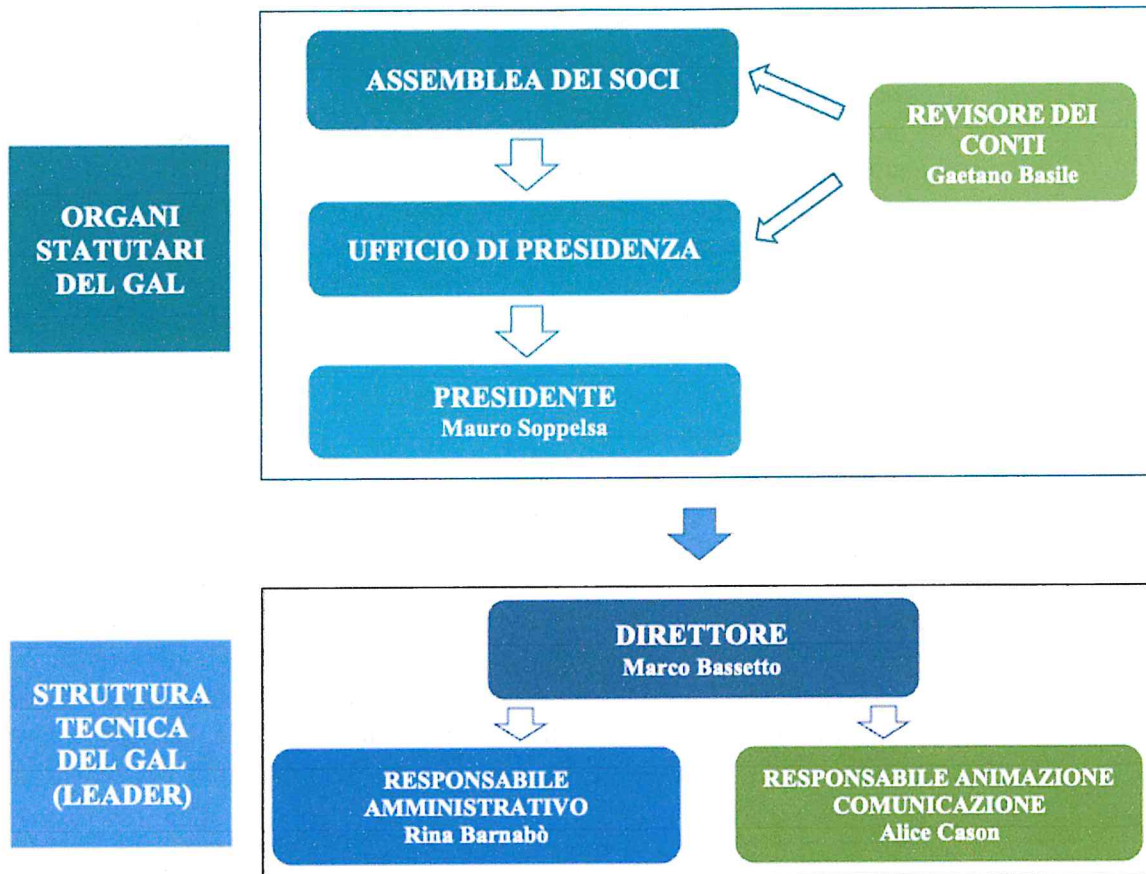 ASSEMBLEA DEI SOCI
REVISORE DEI
CONTI
Gaetano Basile
ORGANI
STATUTARI
DEL GAL
UFFICIO DI PRESIDENZA
PRESIDENTE
Mauro Soppelsa
DIRETTORE
Marco Bassetto
STRUTTURA
TECNICA
DEL GAL
(LEADER)
RESPONSABILE
AMMINISTRATIVO
Rina Barnabò
RESPONSABILE ANIMAZIONE
COMUNICAZIONE
Alice Cason